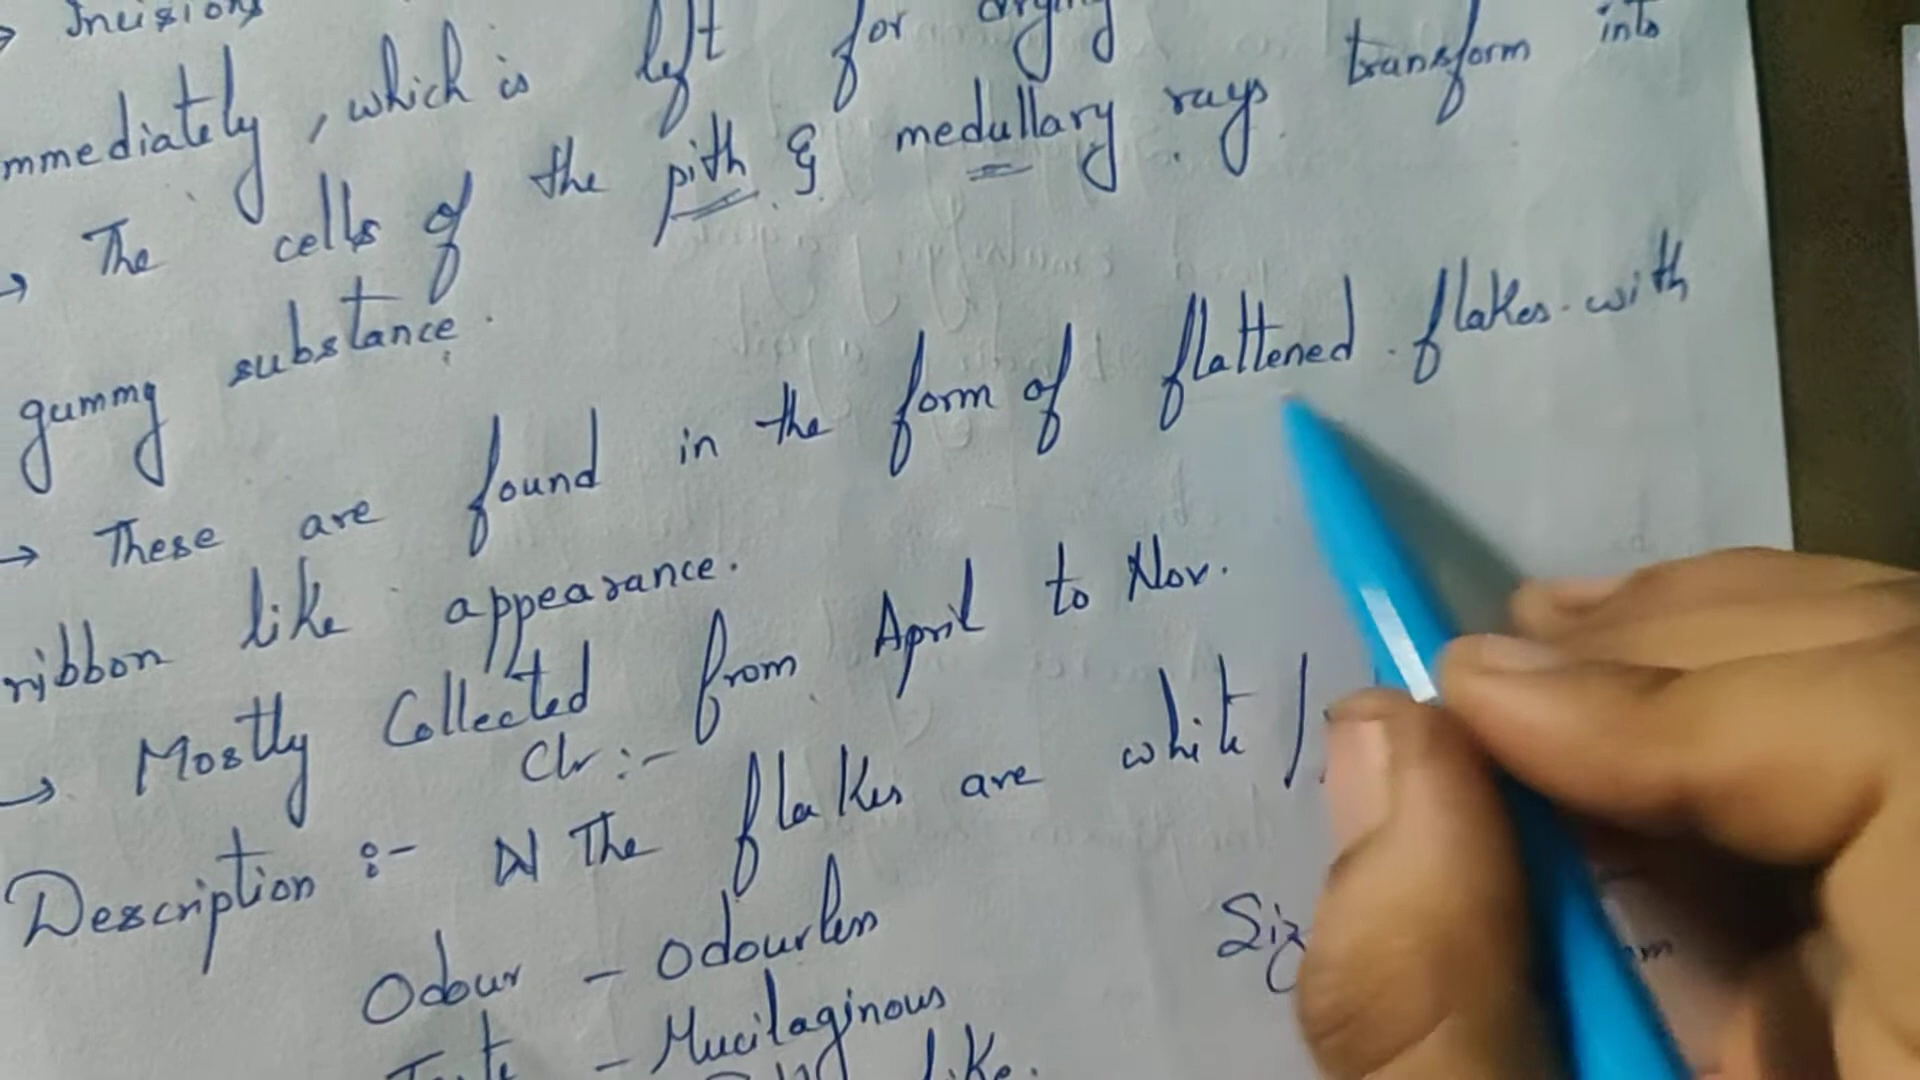 → Incisions
mmediately, which is left for drying
→ The cells of the pith & medullary rays transform into
gummy substance.
→ These are found in the form of flattened flakes with
ribbon like appearance.
→ Mostly Collected from April to Nov.
Clr :-
Description :- The flakes are white /
Odour - Odourless
Siz
Taste - Mucilaginous
like.